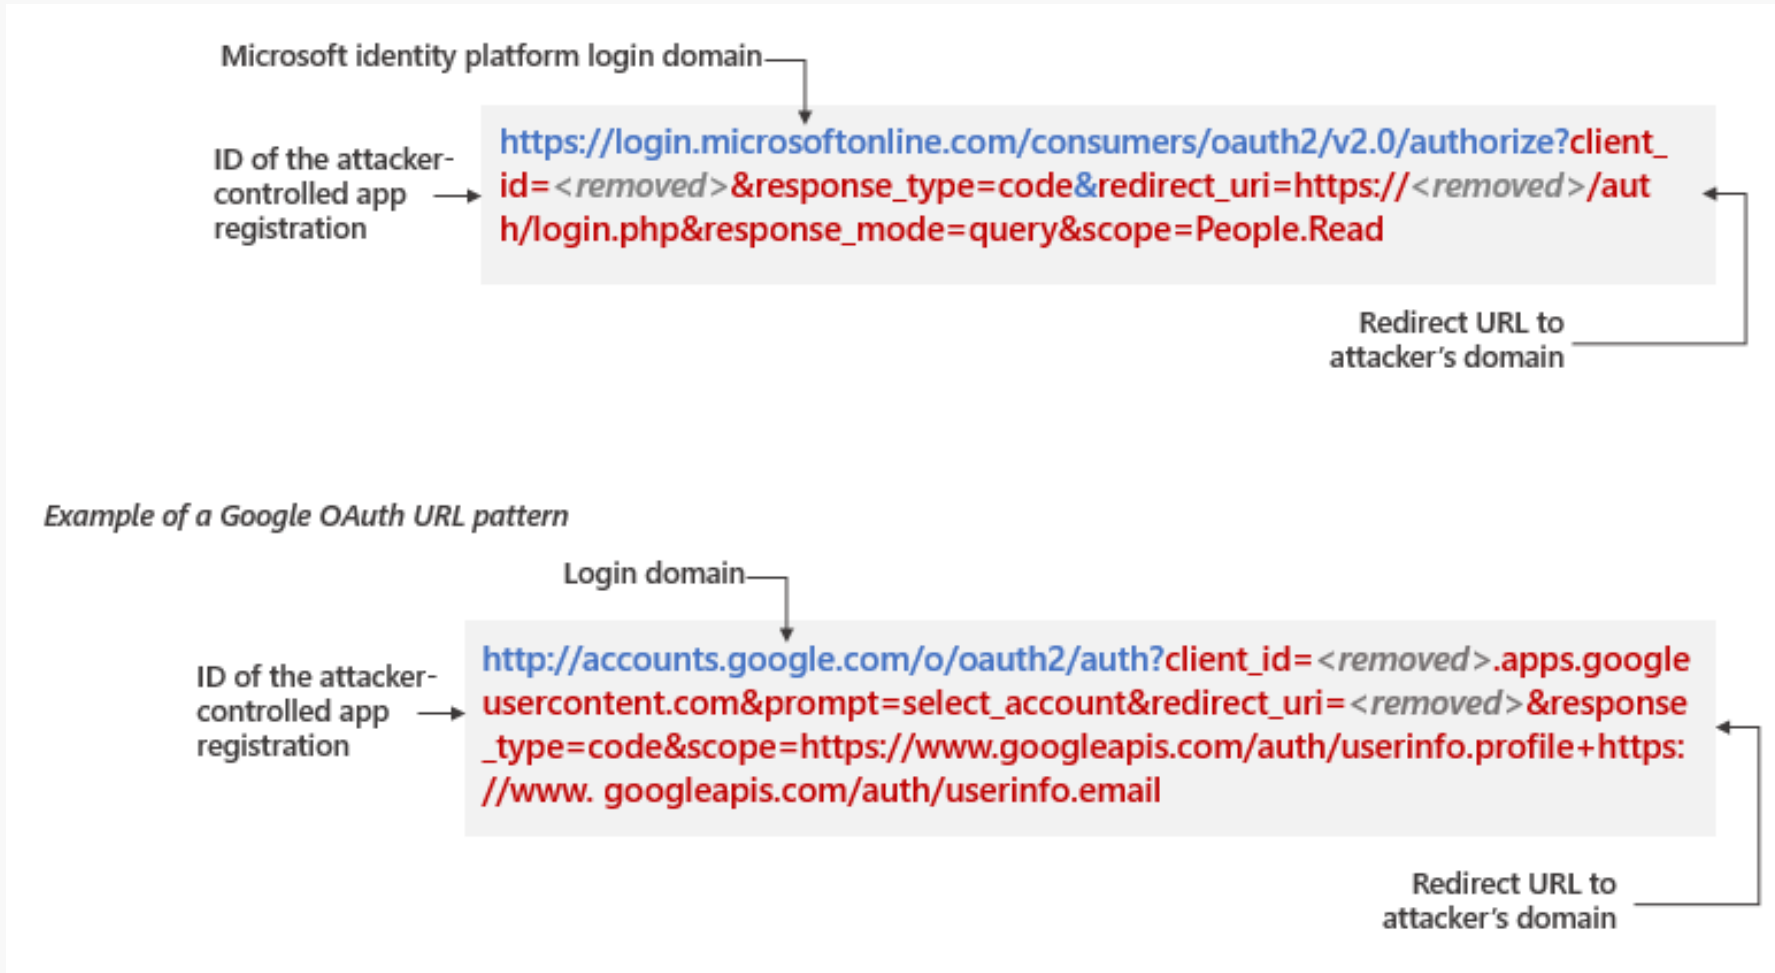 Microsoft identity platform login domain
ID of the attacker-
controlled app
registration
https://login.microsoftonline.com/consumers/oauth2/v2.0/authorize?client_
id=<removed>&response_type=code&redirect_uri=https://<removed>/aut
h/login.php&response_mode=query&scope=People.Read
Redirect URL to
attacker's domain
Example of a Google OAuth URL pattern
Login domain
ID of the attacker-
controlled app
registration
http://accounts.google.com/o/oauth2/auth?client_id=<removed>.apps.google
usercontent.com&prompt=select_account&redirect_uri=<removed>&response
_type=code&scope=https://www.googleapis.com/auth/userinfo.profile+https:
//www. googleapis.com/auth/userinfo.email
Redirect URL to
attacker's domain